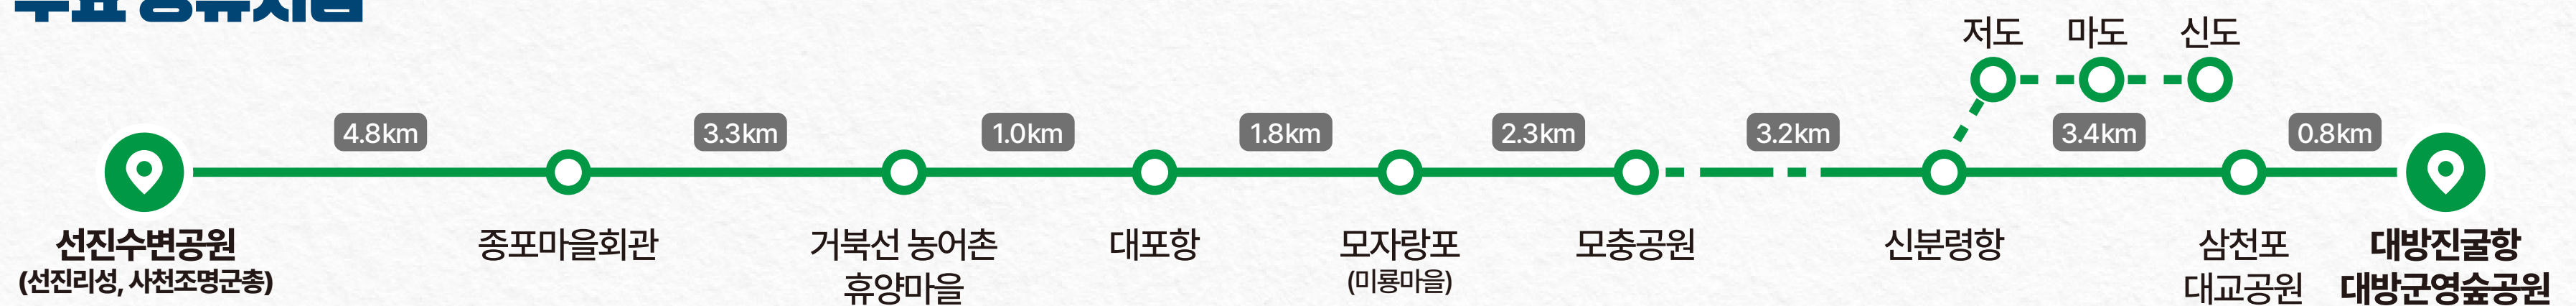 저도 마도 신도
4.8km 3.3km 1.0km 1.8km 2.3km 3.2km 3.4km 0.8km
선진수변공원
(선진리성, 사천조명군총)
종포마을회관
거북선 농어촌
휴양마을
대포항
모자랑포
(미룡마을)
모충공원
신분령항
삼천포
대교공원
대방진굴항
대방군영숲공원